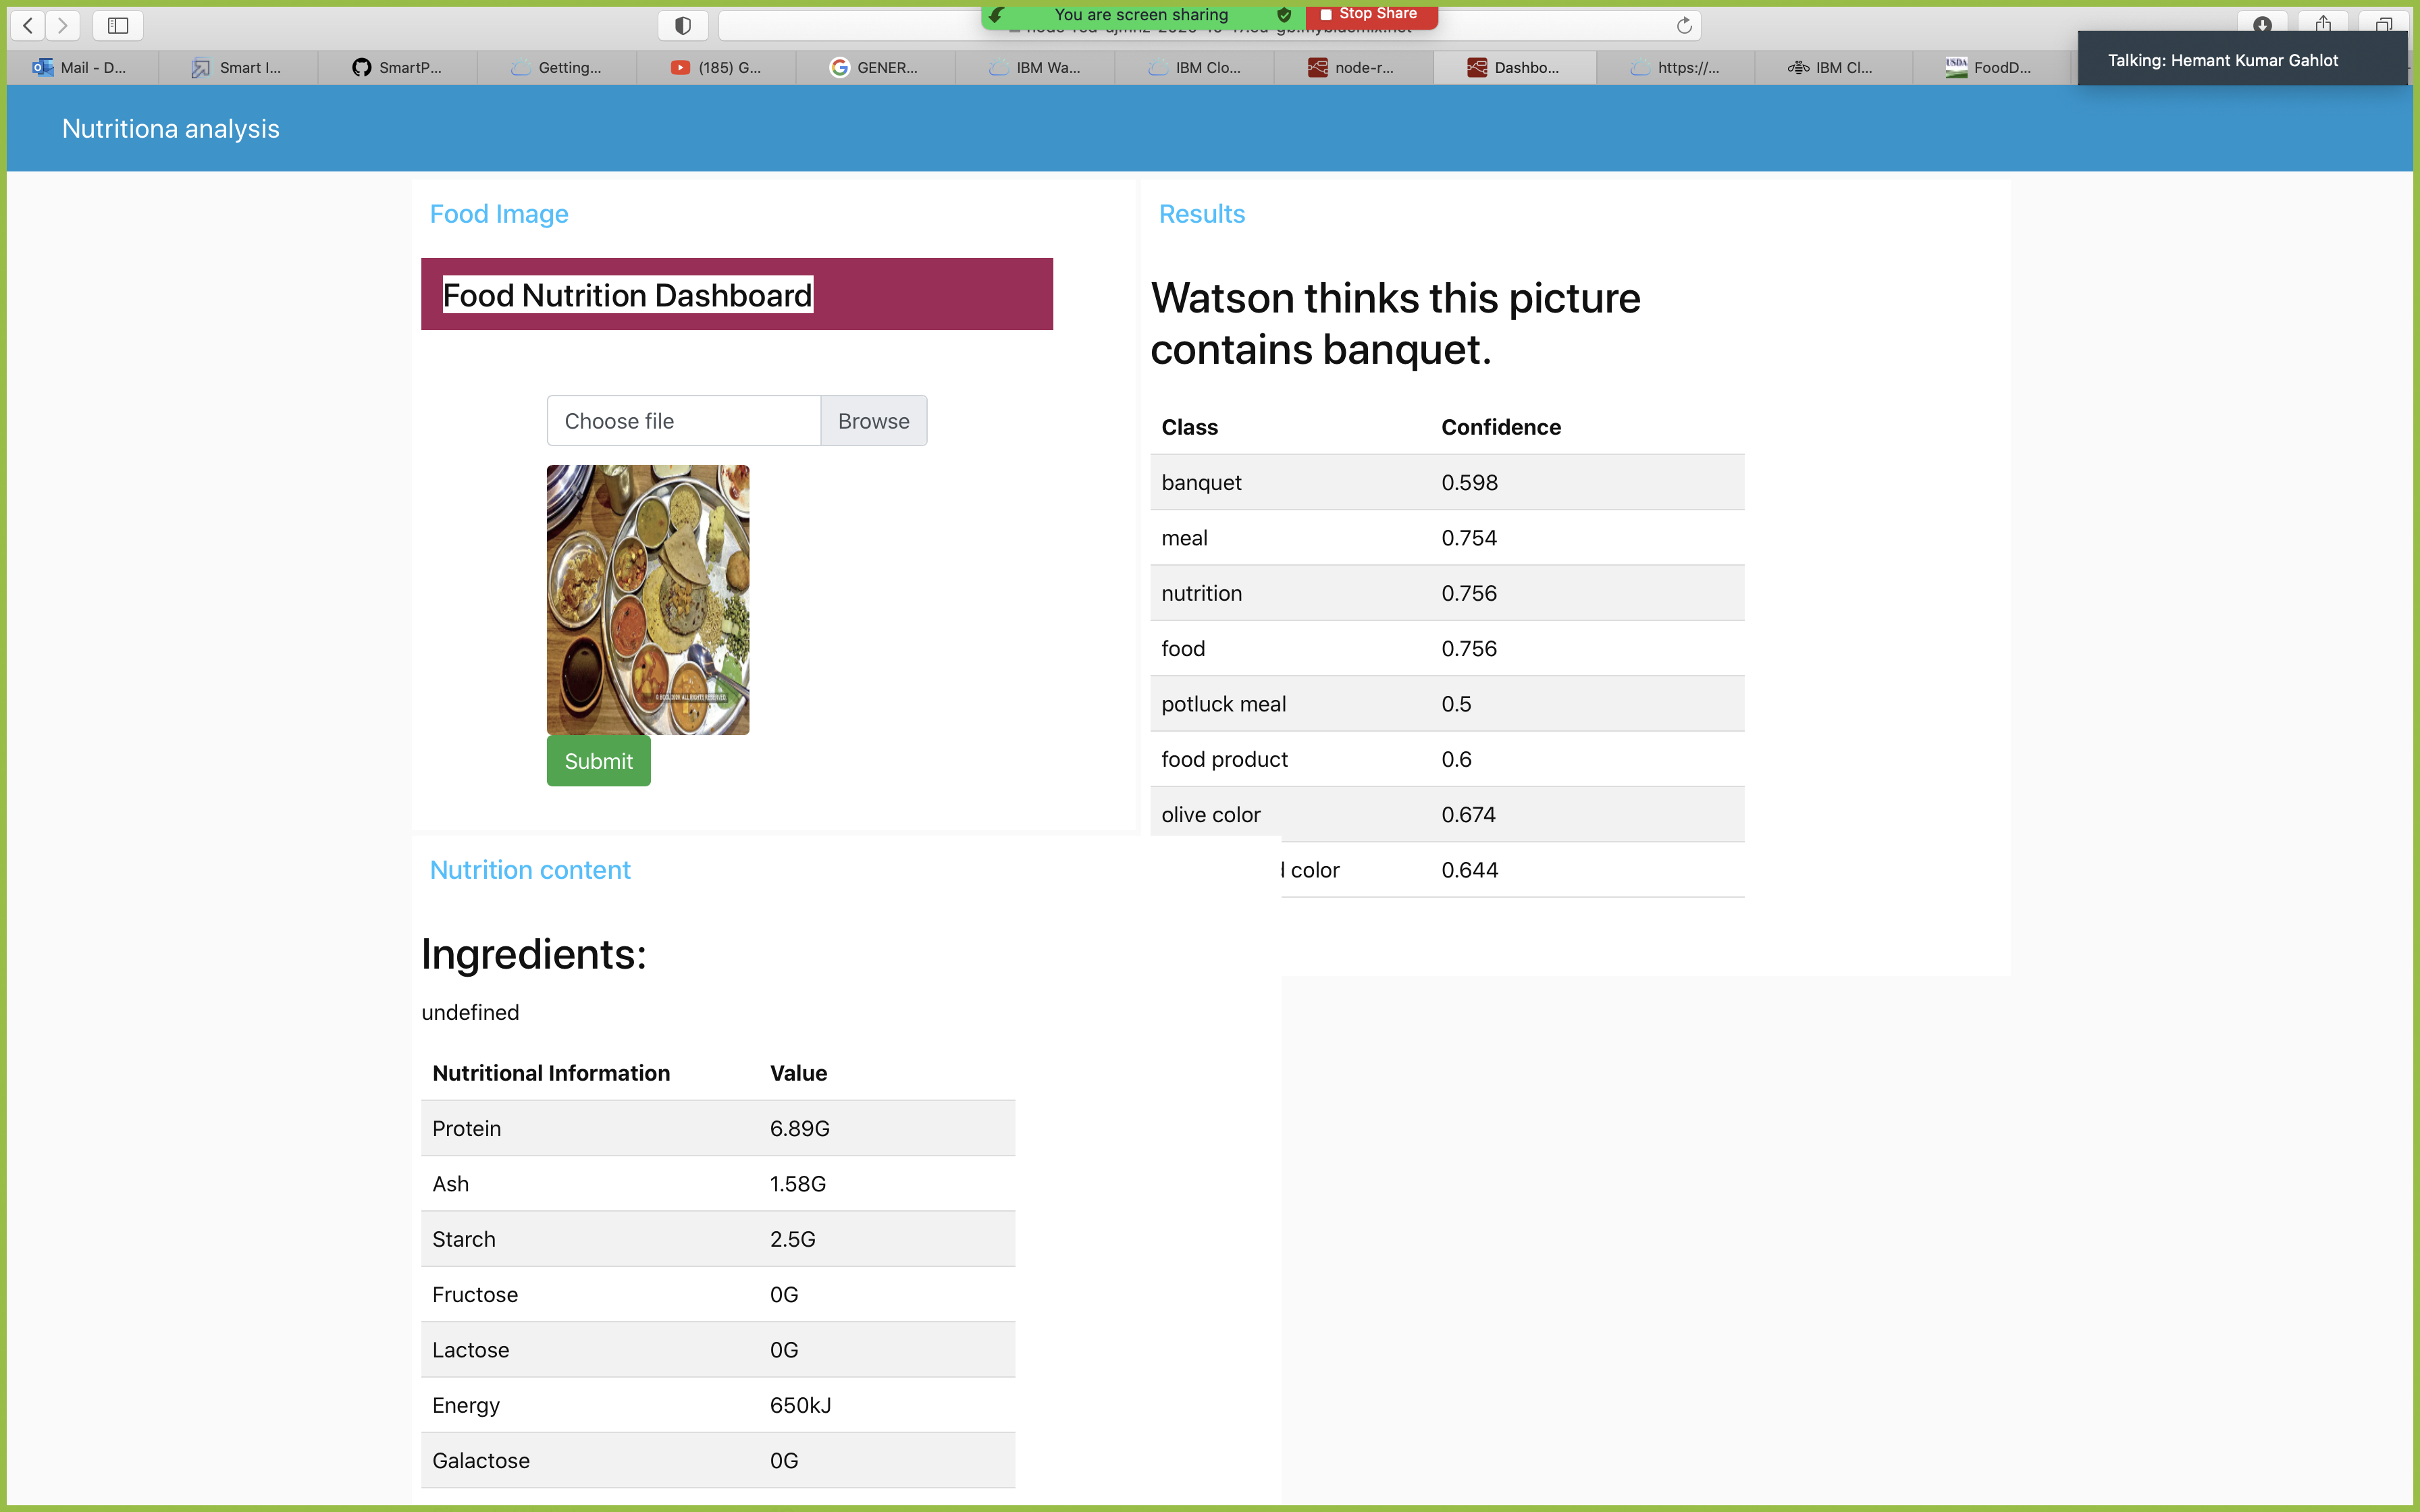 You are screen sharing
Stop Share
Talking: Hemant Kumar Gahlot
Mail - D...
Smart I...
SmartP...
Getting...
(185) G...
GENER...
IBM Wa...
IBM Clo...
node-r...
Dashbo...
https://...
IBM Cl...
USDA
FoodD...
Nutritiona analysis
Food Image
Food Nutrition Dashboard
Choose file
Browse
Submit
Results
Watson thinks this picture
contains banquet.
Class Confidence
banquet 0.598
meal 0.754
nutrition 0.756
food 0.756
potluck meal 0.5
food product 0.6
olive color 0.674
color 0.644
Nutrition content
Ingredients:
undefined
Nutritional Information Value
Protein 6.89G
Ash 1.58G
Starch 2.5G
Fructose 0G
Lactose 0G
Energy 650kJ
Galactose 0G